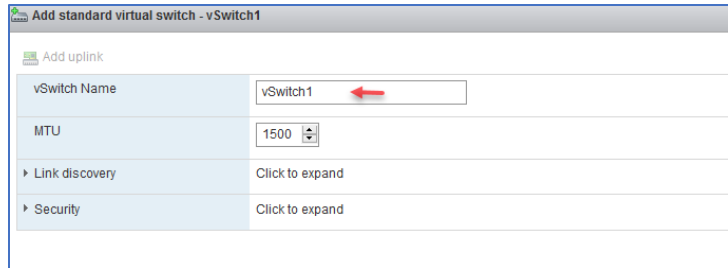 Add standard virtual switch - vSwitch1
Add uplink
vSwitch Name vSwitch1
MTU 1500
Link discovery Click to expand
Security Click to expand